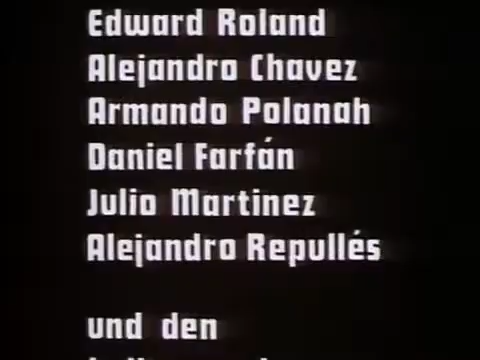 Edward Roland
Alejandro Chavez
Armando Polanah
Daniel Farfán
Julio Martinez
Alejandro Repullés
und den